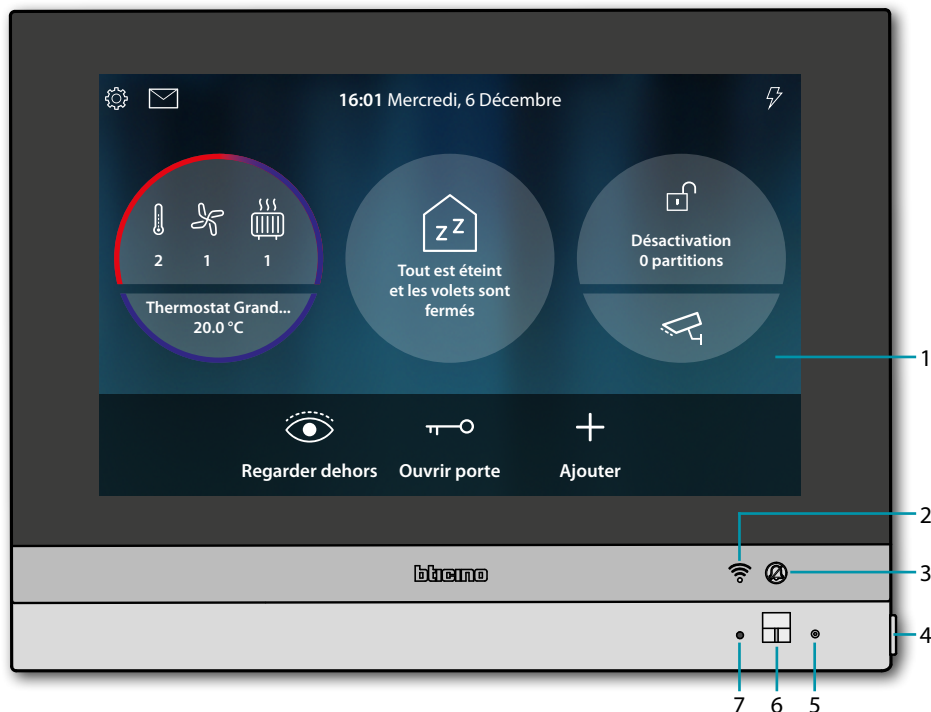 16:01 Mercredi, 6 Décembre
2 1 1
Thermostat Grand...
20.0 °C
z z
Tout est éteint
et les volets sont
fermés
Désactivation
0 partitions
1
Regarder dehors
Ouvrir porte
Ajouter
2
bticino
3
4
7 6 5